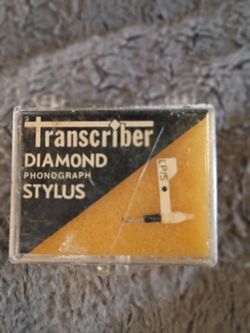 Transcriber
DIAMOND
PHONOGRAPH
STYLUS
LP/S